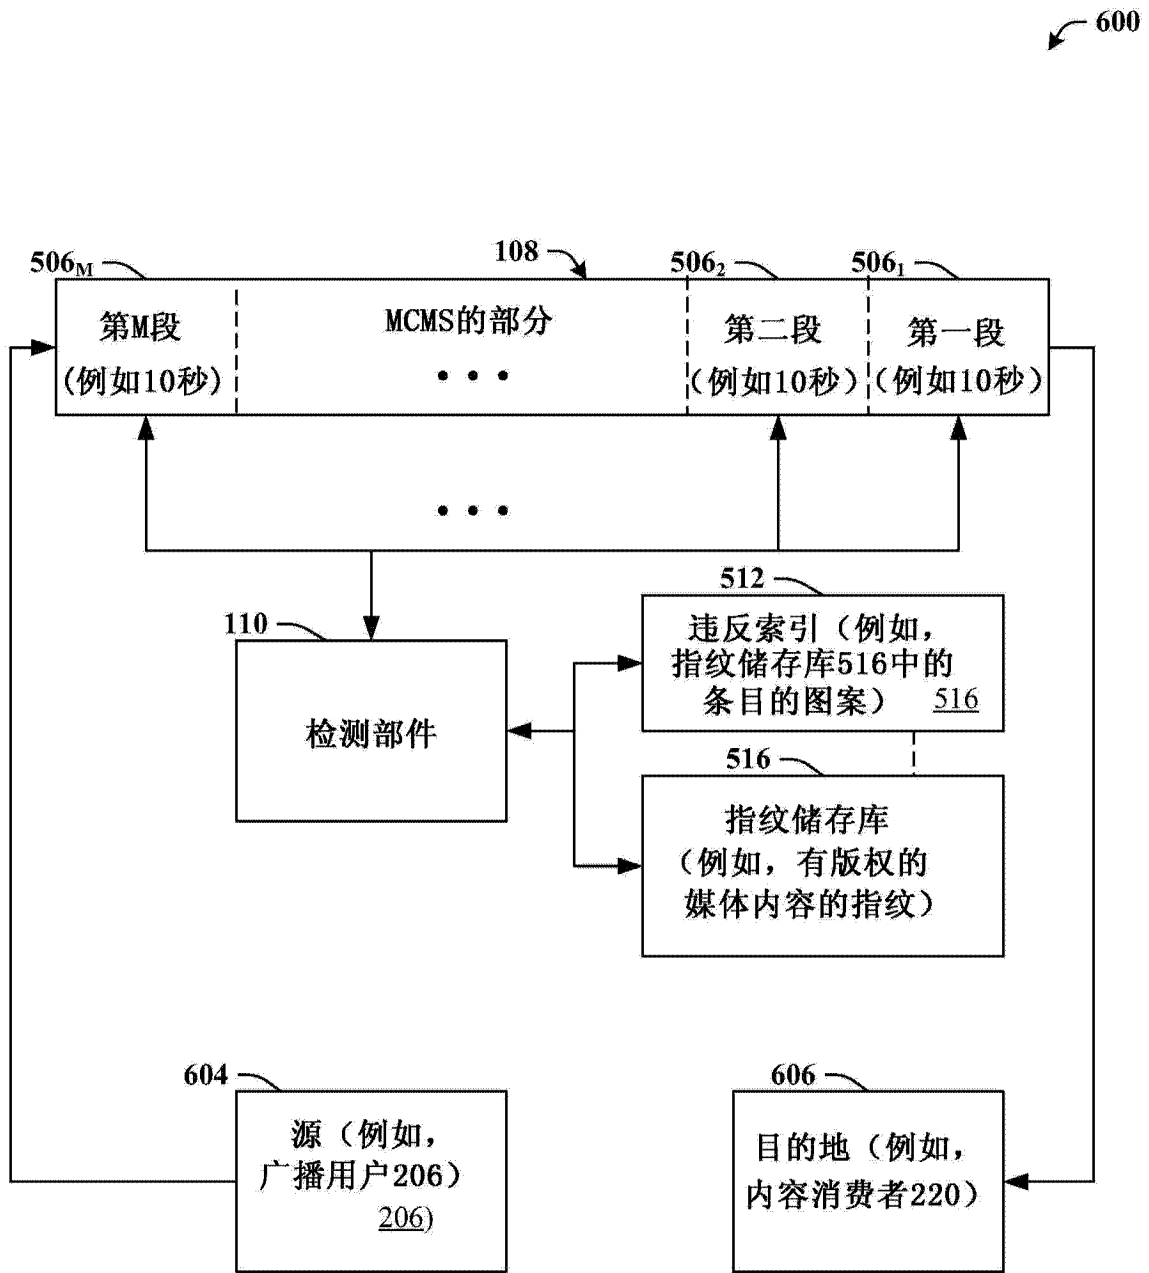 600
506M
108
5062
5061
第M段
(例如10秒)
MCMS的部分
• • •
第二段
（例如10秒）
第一段
（例如10秒）
• • •
110
检测部件
512
违反索引（例如，
指纹储存库516中的
条目的图案） 516
516
指纹储存库
（例如，有版权的
媒体内容的指纹）
604
源（例如，
广播用户206）
206)
606
目的地（例如，
内容消费者220）